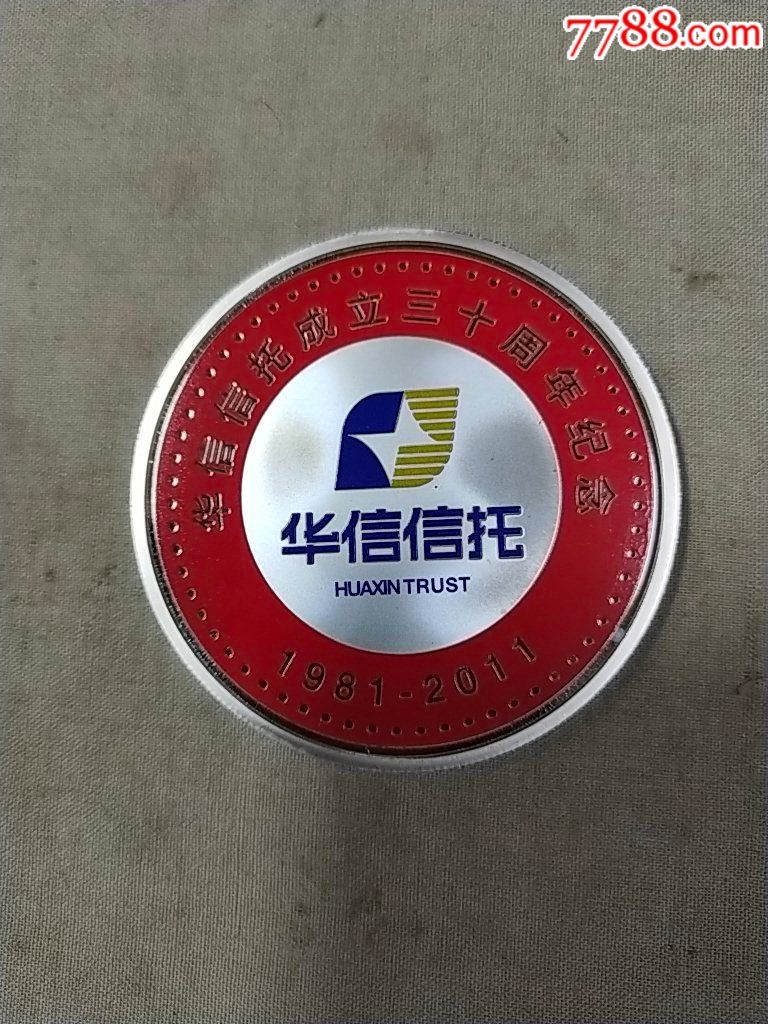 7788.com
华信信托成立三十周年纪念
华信信托
HUAXIN TRUST
1981-2011